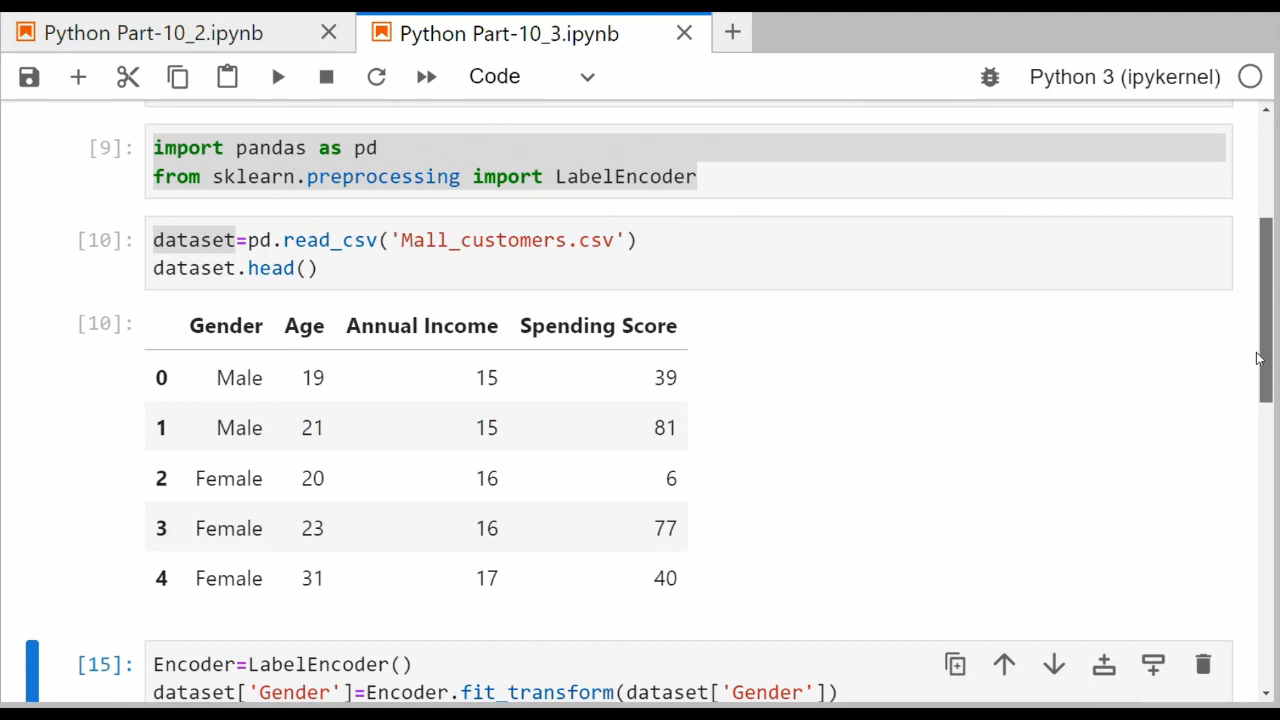 Python Part-10_2.ipynb
Python Part-10_3.ipynb
Code
Python 3 (ipykernel)
[9]:
import pandas as pd
from sklearn.preprocessing import LabelEncoder
[10]:
dataset=pd.read_csv('Mall_customers.csv')
dataset.head()
[10]:
Gender Age Annual Income Spending Score
0 Male 19 15 39
1 Male 21 15 81
2 Female 20 16 6
3 Female 23 16 77
4 Female 31 17 40
[15]:
Encoder=LabelEncoder()
dataset['Gender']=Encoder.fit_transform(dataset['Gender'])